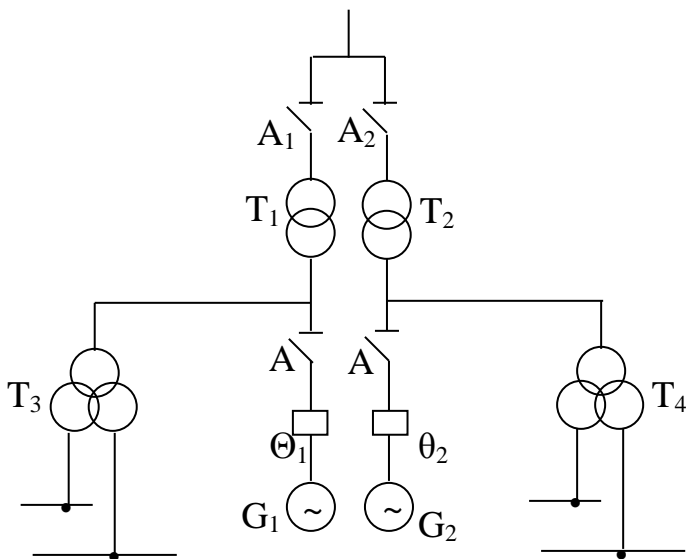 A₁ A₂
T₁ T₂
A A
T₃ T₄
Θ₁ θ₂
G₁ ~ ~ G₂